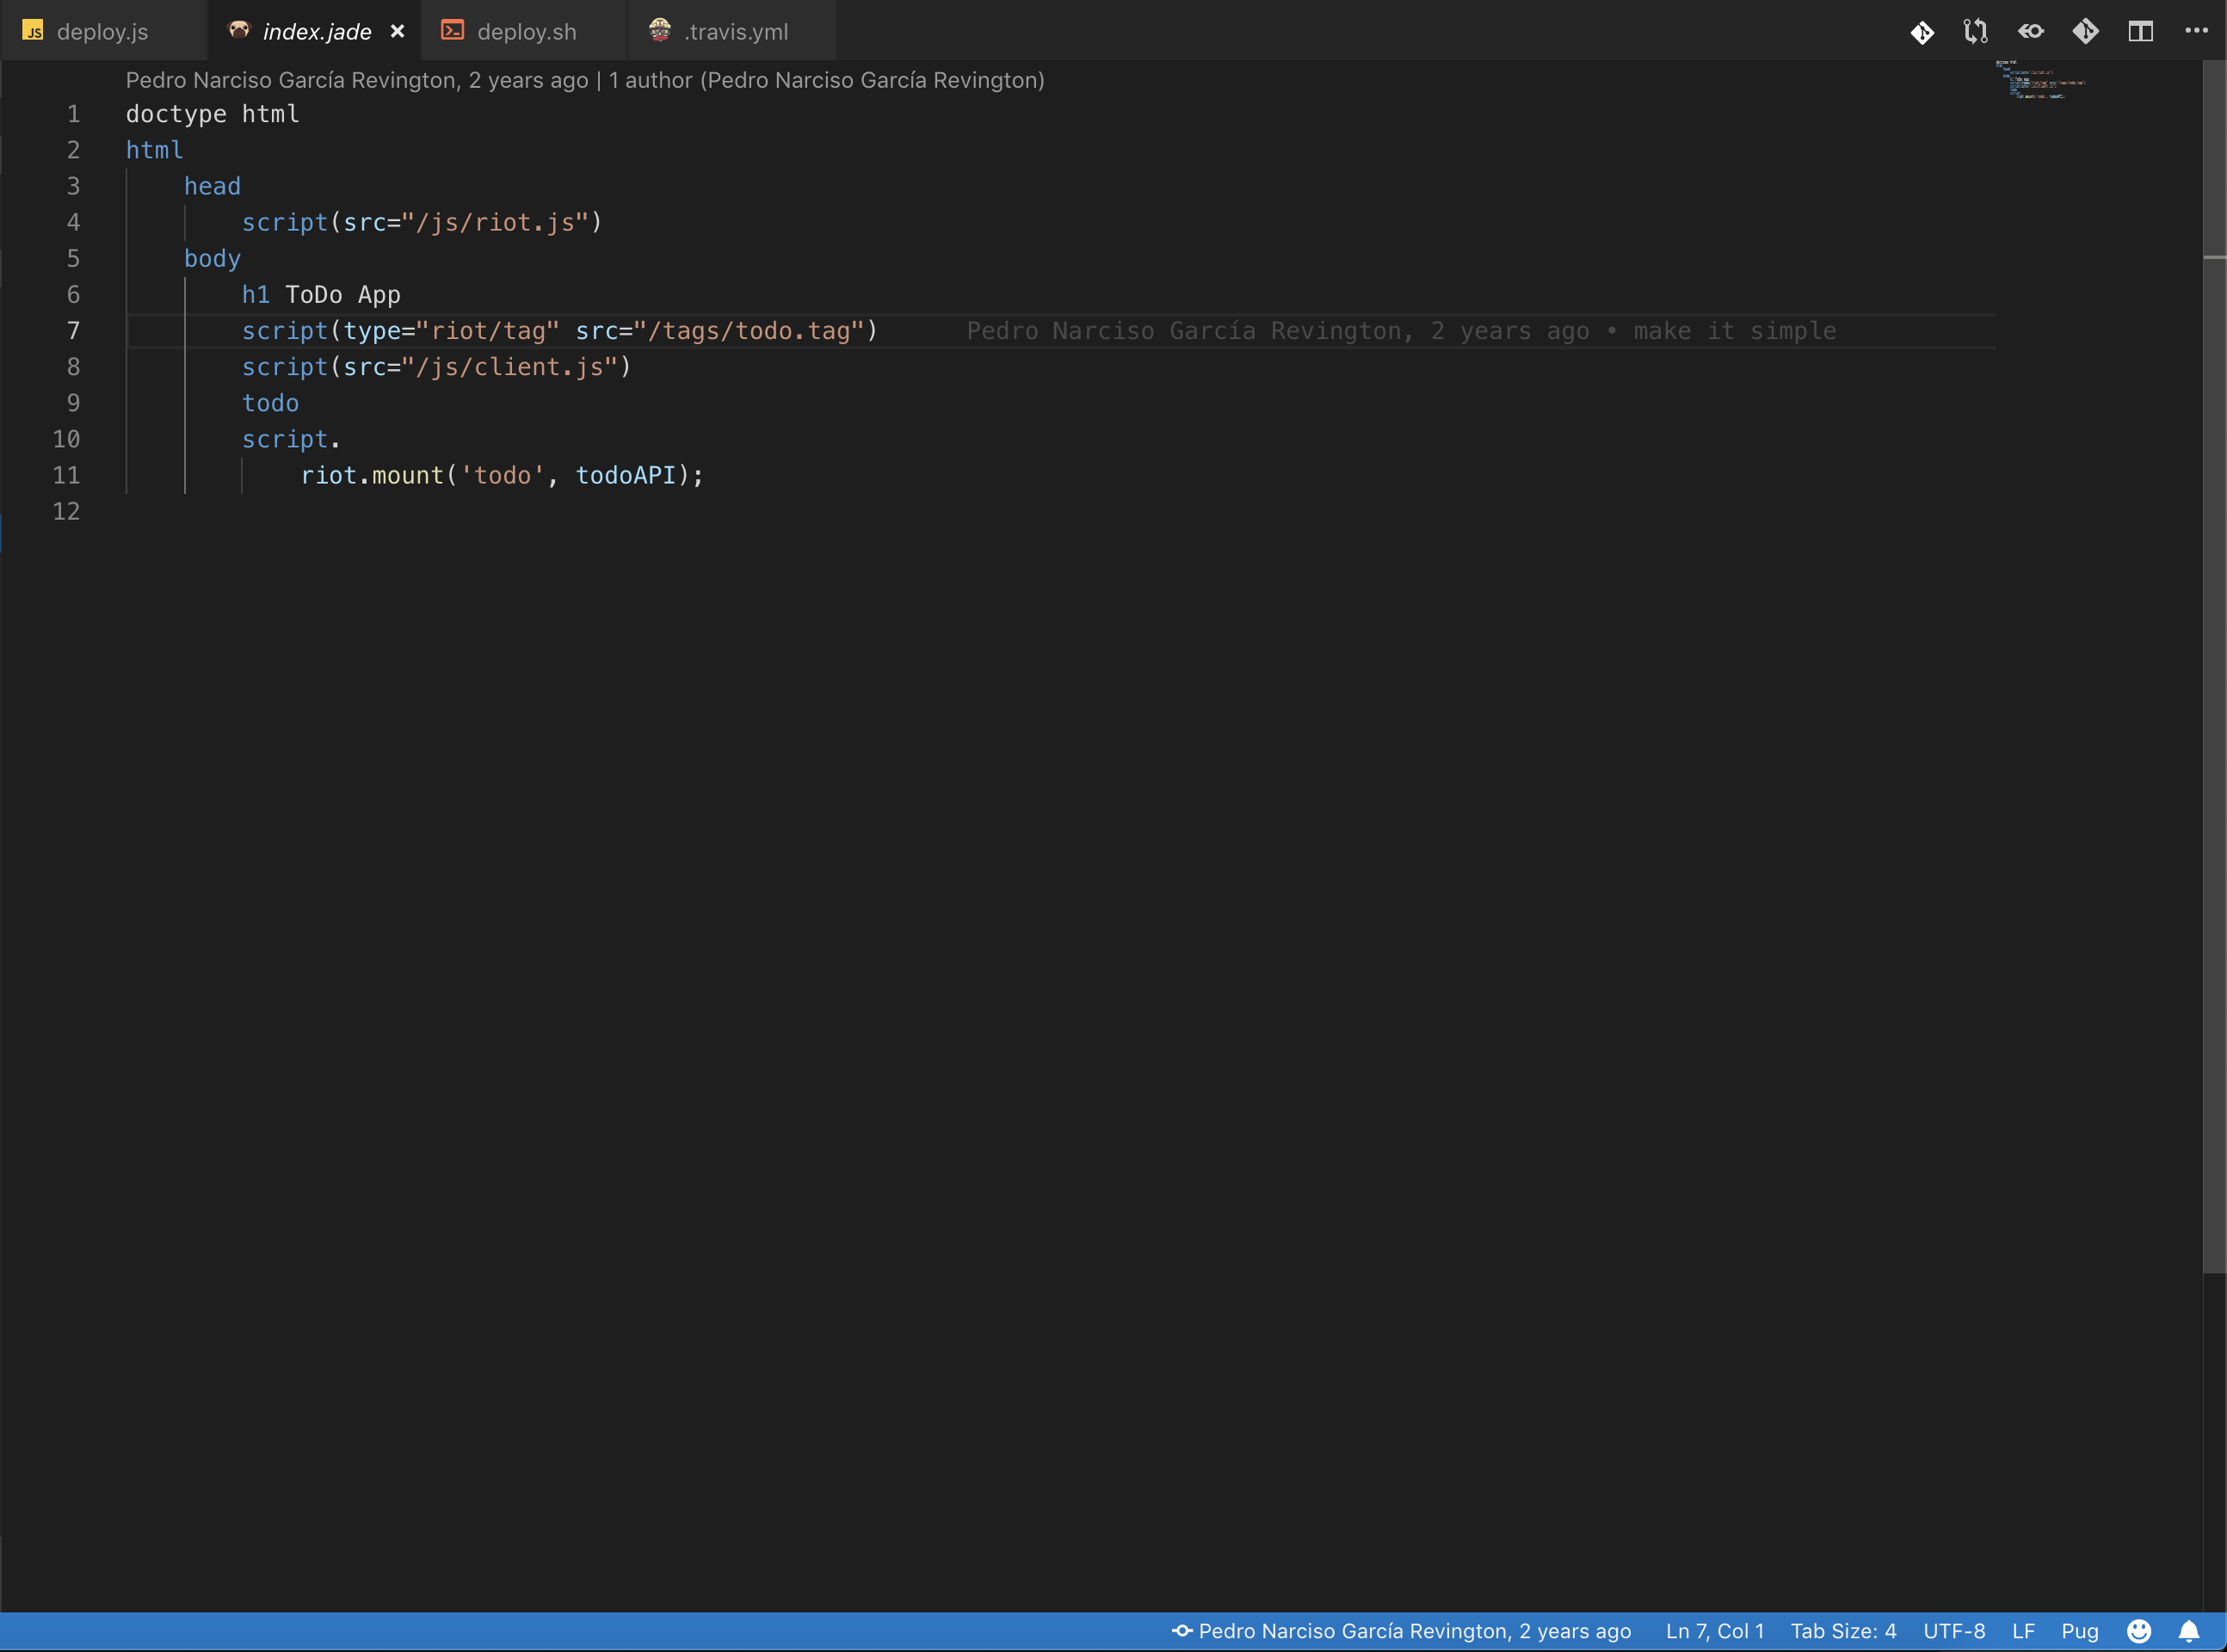 JS deploy.js index.jade × deploy.sh .travis.yml
Pedro Narciso García Revington, 2 years ago | 1 author (Pedro Narciso García Revington)
1 doctype html
2 html
3 head
4 script(src="/js/riot.js")
5 body
6 h1 ToDo App
7 script(type="riot/tag" src="/tags/todo.tag") Pedro Narciso García Revington, 2 years ago • make it simple
8 script(src="/js/client.js")
9 todo
10 script.
11 riot.mount('todo', todoAPI);
12
Pedro Narciso García Revington, 2 years ago Ln 7, Col 1 Tab Size: 4 UTF-8 LF Pug